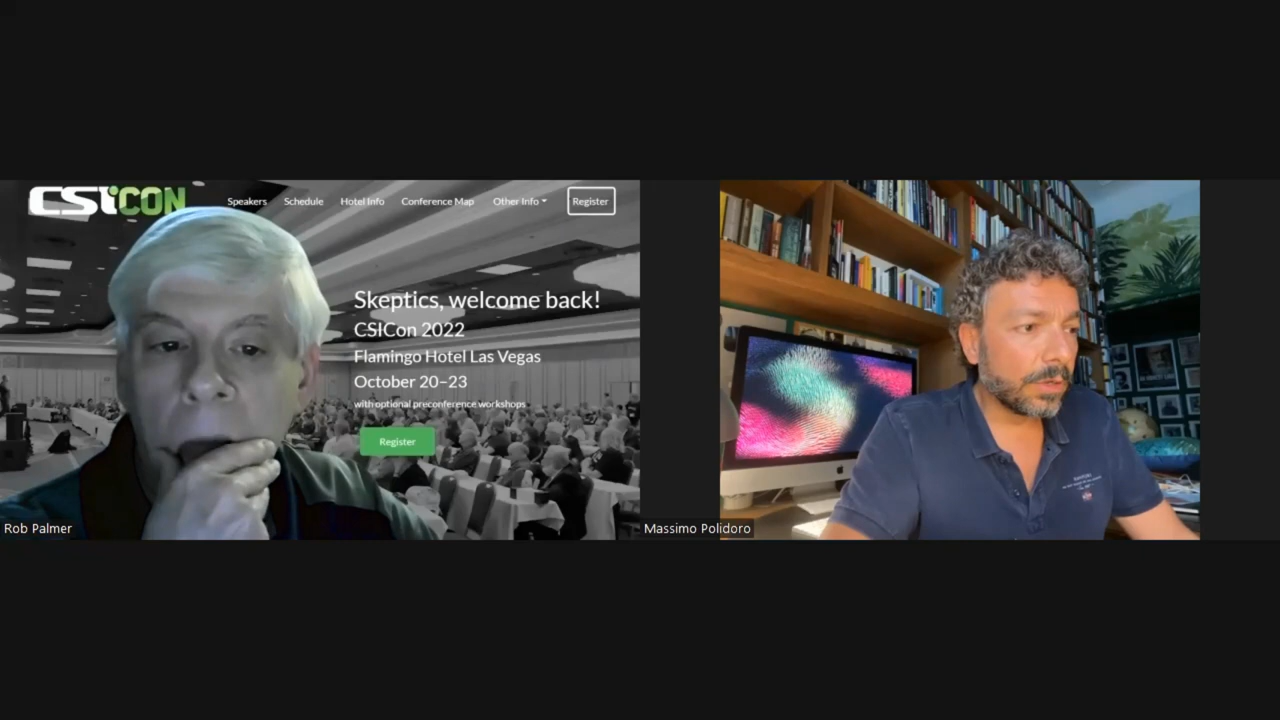 CSiCON
Speakers Schedule Hotel Info Conference Map Other Info Register
Skeptics, welcome back!
CSICon 2022
Flamingo Hotel Las Vegas
October 20–23
with optional preconference workshops
Register
Rob Palmer
Massimo Polidoro